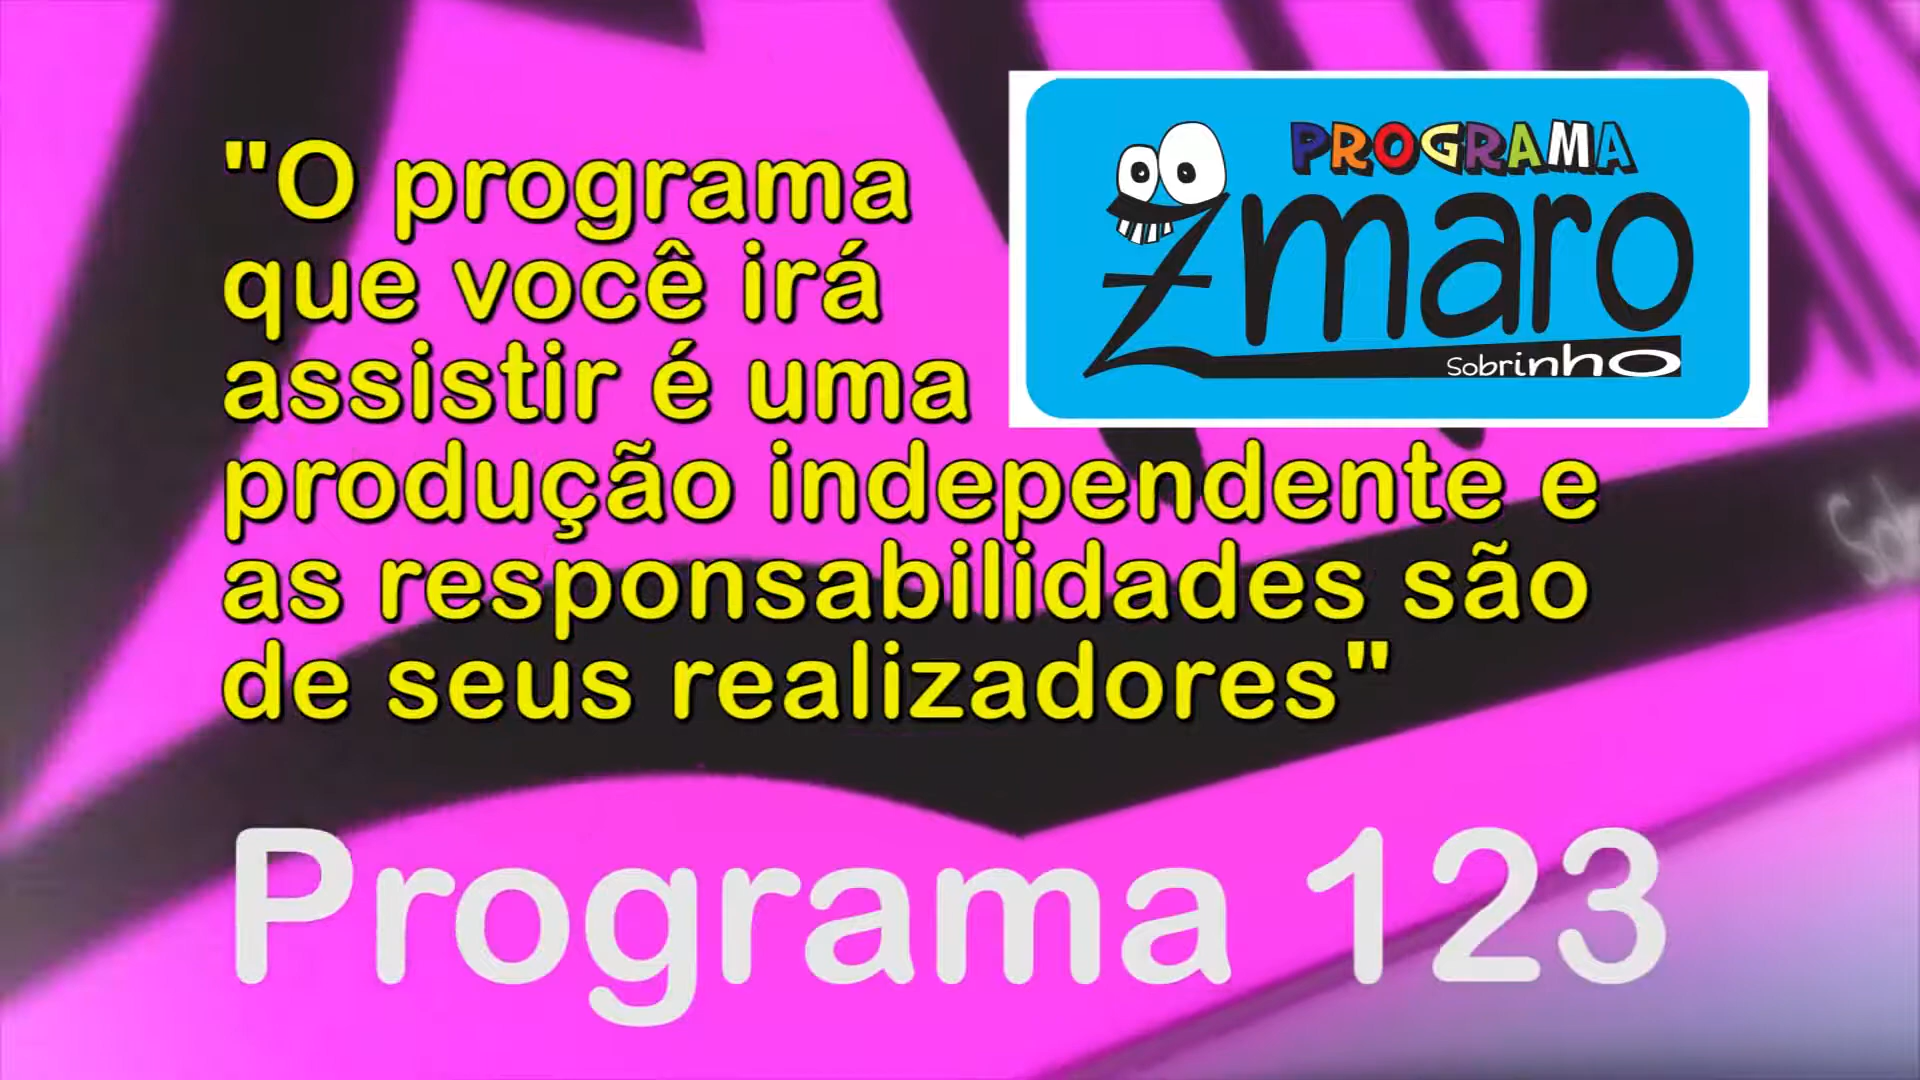 "O programa
que você irá
assistir é uma
produção independente e
as responsabilidades são
de seus realizadores"
PROGRAMA
Zmaro
Sobrinho
Programa 123